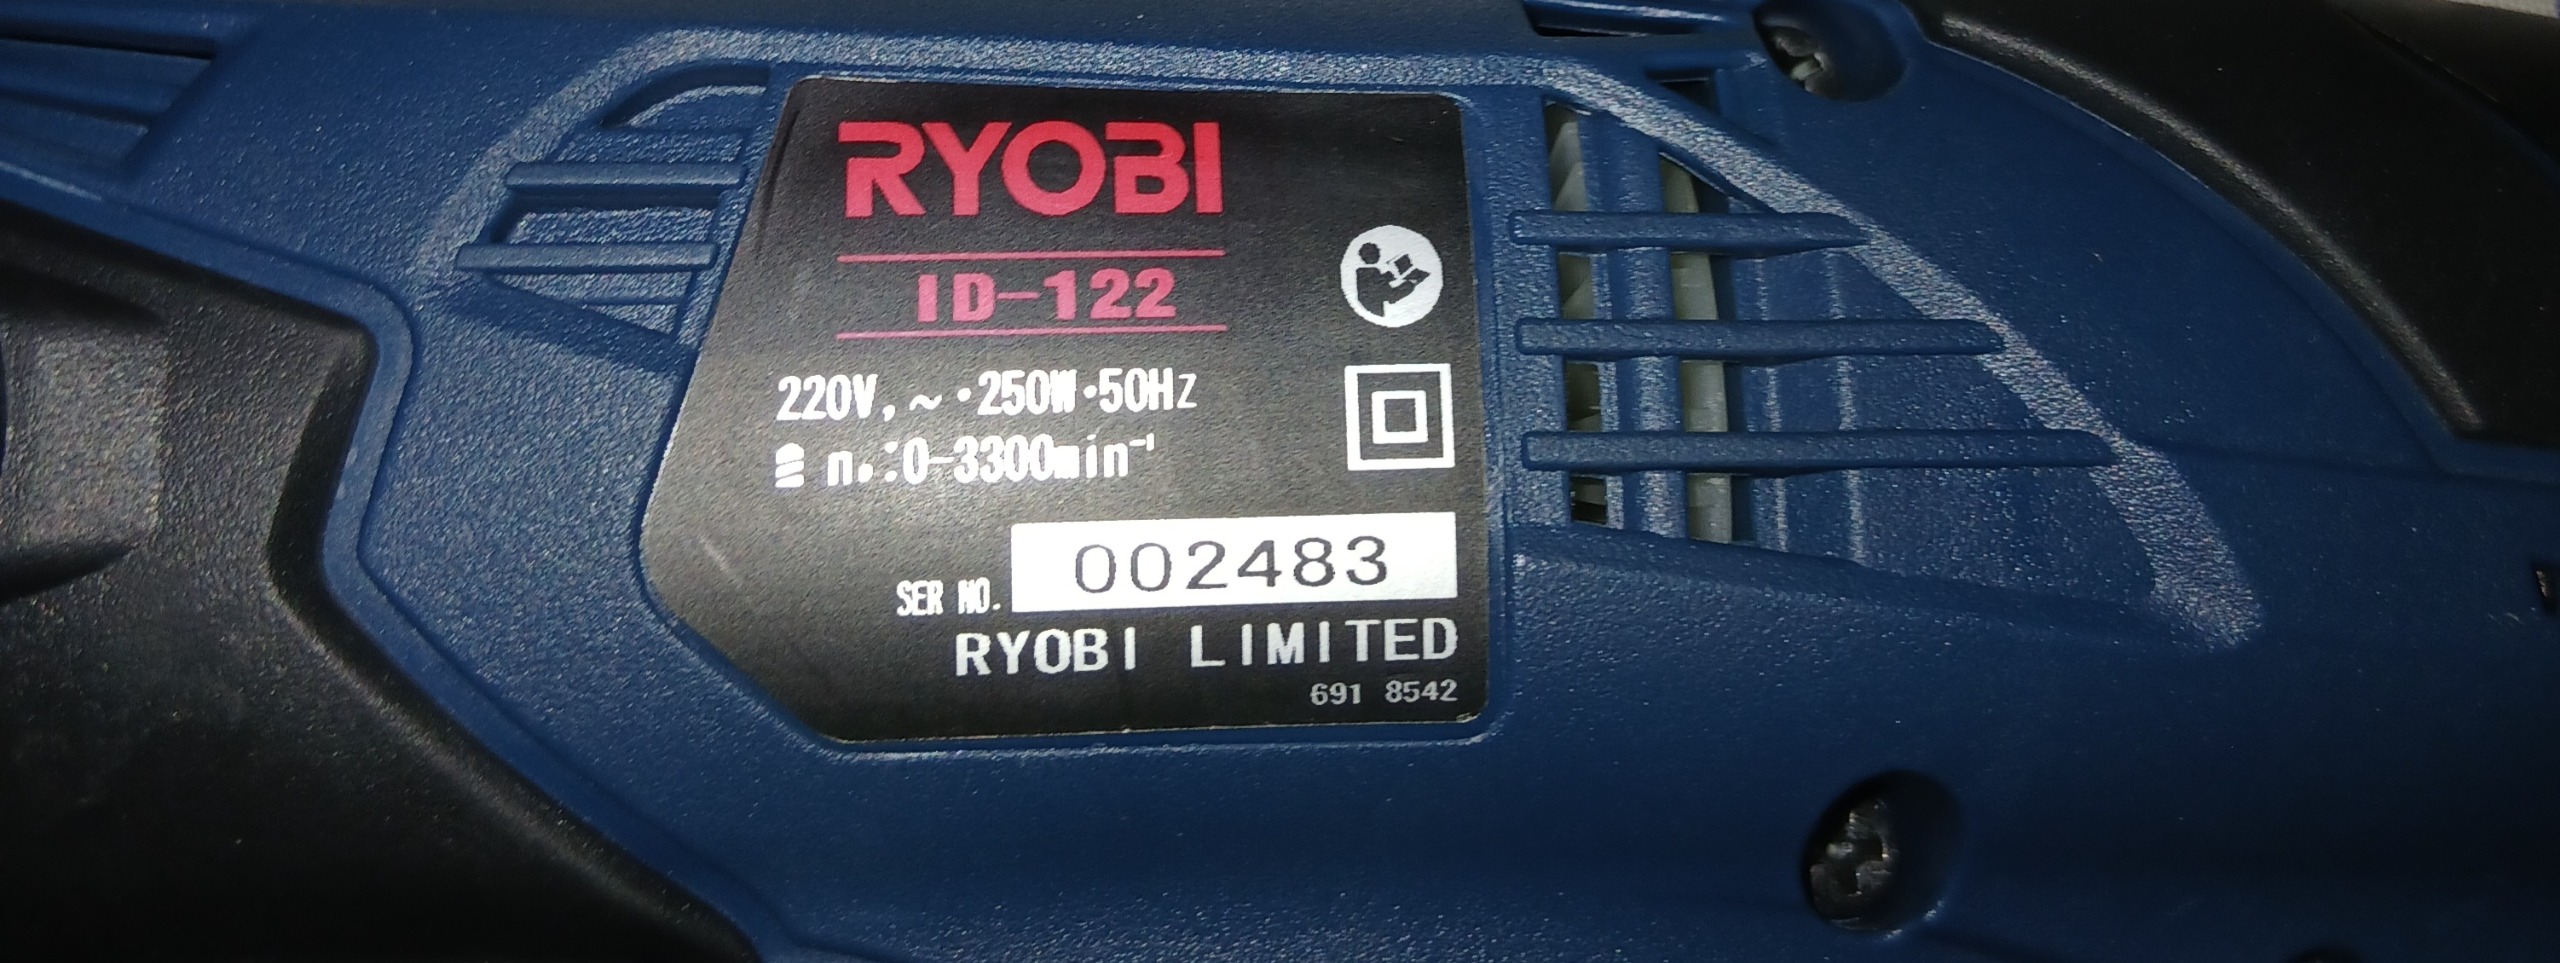 RYOBI
ID-122
220V, ~ ·250W·50Hz
n₀:0-3300min⁻¹
SER NO. 002483
RYOBI LIMITED
691 8542